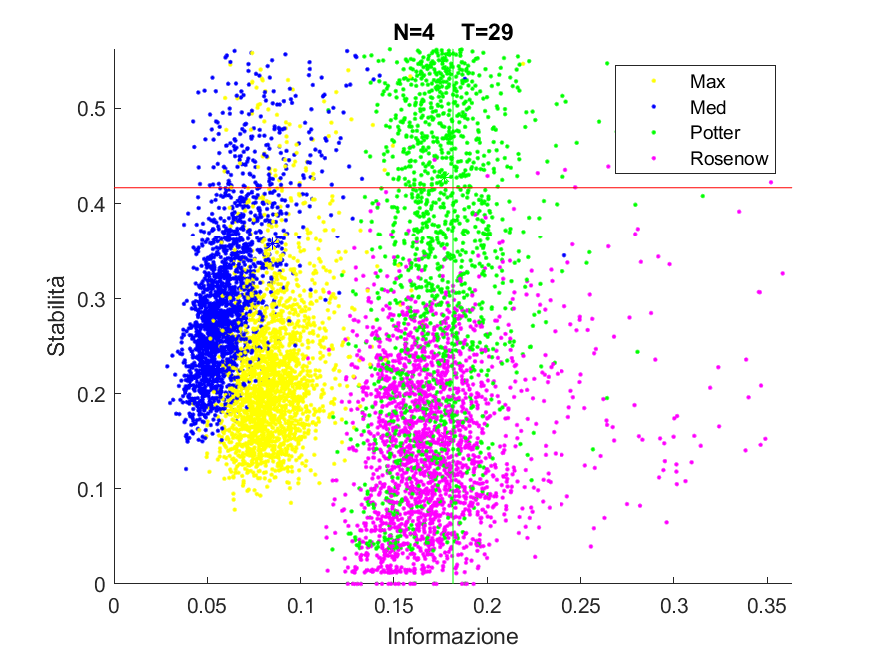 N=4 T=29
Max
Med
Potter
Rosenow
Stabilità
0.5
0.4
0.3
0.2
0.1
0
0 0.05 0.1 0.15 0.2 0.25 0.3 0.35
Informazione